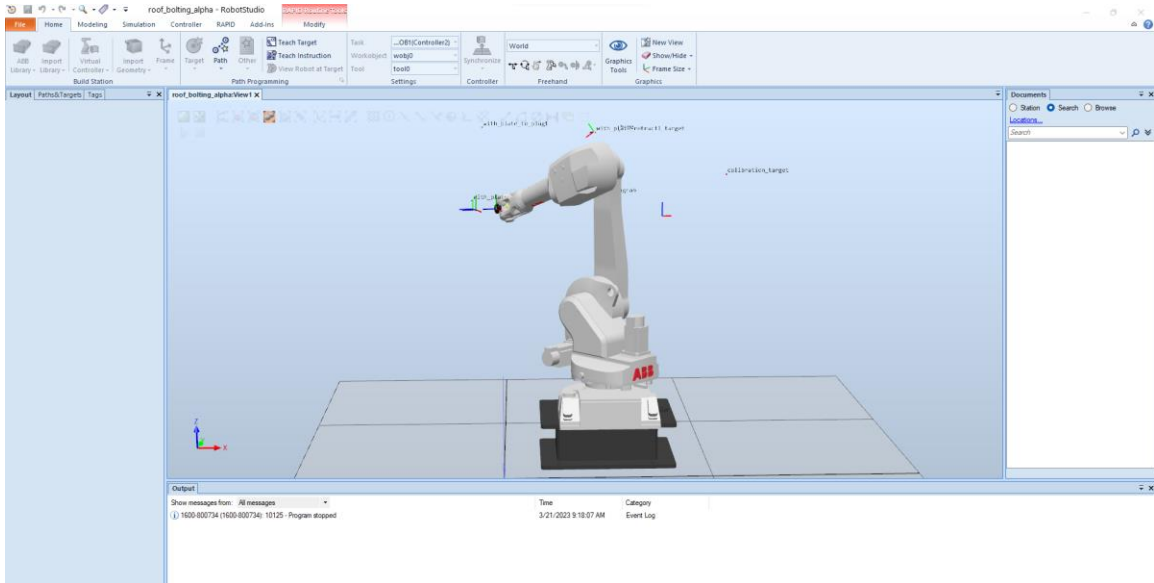 roof_bolting_alpha - RobotStudio
File Home Modeling Simulation Controller RAPID Add-Ins Modify
ABB Library
Import Library
Virtual Controller
Import Geometry
Frame
Build Station
Target
Path
Other
Teach Target
Teach Instruction
View Robot at Target
Path Programming
Task ...OB1(Controller2)
Workobject wobj0
Tool tool0
Settings
Synchronize
Controller
World
Freehand
Graphics Tools
New View
Show/Hide
Frame Size
Graphics
Layout Paths&Targets Tags
roof_bolting_alpha:View1
calibration_target
ABB
Z
X
Documents
Station Search Browse
Locations...
Search
Output
Show messages from: All messages
Time Category
1600-800734 (1600-800734): 10125 - Program stopped 3/21/2023 9:18:07 AM Event Log